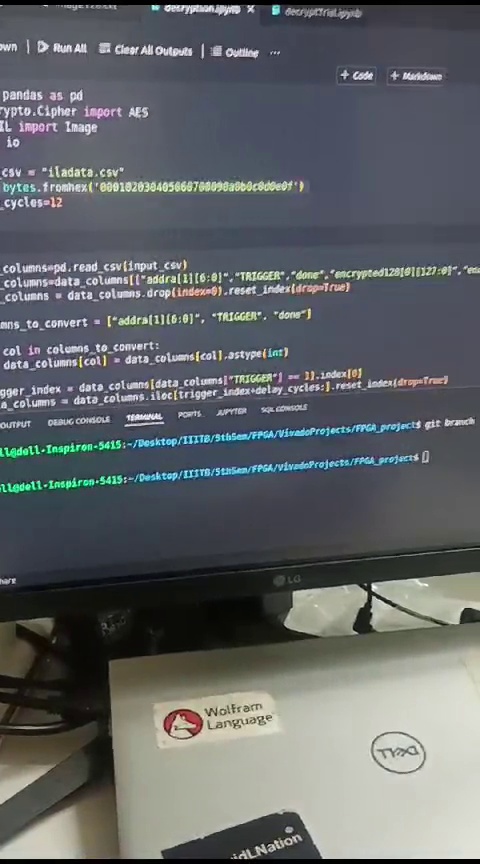 decryption.ipynb
decryptTrial.ipynb
own
Run All
Clear All Outputs
Outline
...
+ Code
+ Markdown
pandas as pd
rypto.Cipher import AES
IL import Image
io
_csv = "iladata.csv"
bytes.fromhex('000102030405060708090a0b0c0d0e0f')
_cycles=12
_columns=pd.read_csv(input_csv)
_columns=data_columns[["addra[1][6:0]","TRIGGER","done","encrypted128[0][127:0]","enc
_columns = data_columns.drop(index=0).reset_index(drop=True)
mns_to_convert = ["addra[1][6:0]", "TRIGGER", "done"]
col in columns_to_convert:
data_columns[col] = data_columns[col].astype(int)
gger_index = data_columns[data_columns["TRIGGER"] == 1].index[0]
a_columns = data_columns.iloc[trigger_index+delay_cycles:].reset_index(drop=True)
OUTPUT
DEBUG CONSOLE
TERMINAL
PORTS
JUPYTER
SQL CONSOLE
ll@dell-Inspiron-5415:~/Desktop/IIITB/5thSem/FPGA/VivadoProjects/FPGA_project$ git branch
ll@dell-Inspiron-5415:~/Desktop/IIITB/5thSem/FPGA/VivadoProjects/FPGA_project$
hare
LG
Wolfram
Language
DELL
idLNation